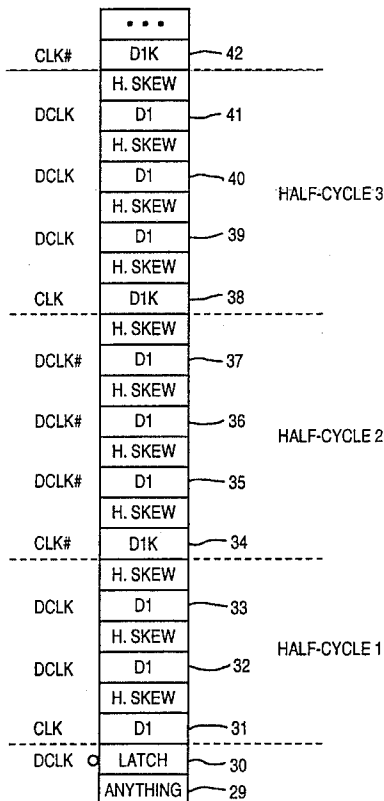 • • •
CLK# D1K 42
H. SKEW
DCLK D1 41
H. SKEW
DCLK D1 40
HALF-CYCLE 3
H. SKEW
DCLK D1 39
H. SKEW
CLK D1K 38
H. SKEW
DCLK# D1 37
H. SKEW
DCLK# D1 36
HALF-CYCLE 2
H. SKEW
DCLK# D1 35
H. SKEW
CLK# D1K 34
H. SKEW
DCLK D1 33
H. SKEW
HALF-CYCLE 1
DCLK D1 32
H. SKEW
CLK D1 31
DCLK LATCH 30
ANYTHING 29